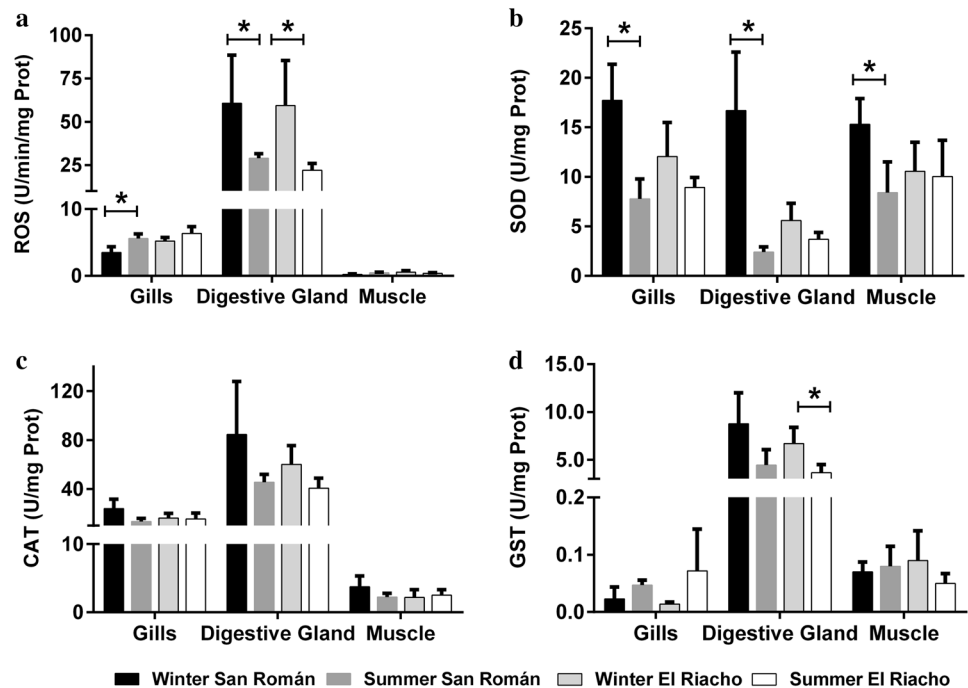 a
*
*
*
ROS (U/min/mg Prot)
100
75
50
25
10
5
0
Gills Digestive Gland Muscle
b
*
*
*
SOD (U/mg Prot)
25
20
15
10
5
0
Gills Digestive Gland Muscle
c
CAT (U/mg Prot)
120
80
40
10
5
0
Gills Digestive Gland Muscle
d
*
GST (U/mg Prot)
15.0
10.0
5.0
0.2
0.1
0.0
Gills Digestive Gland Muscle
Winter San Román Summer San Román Winter El Riacho Summer El Riacho